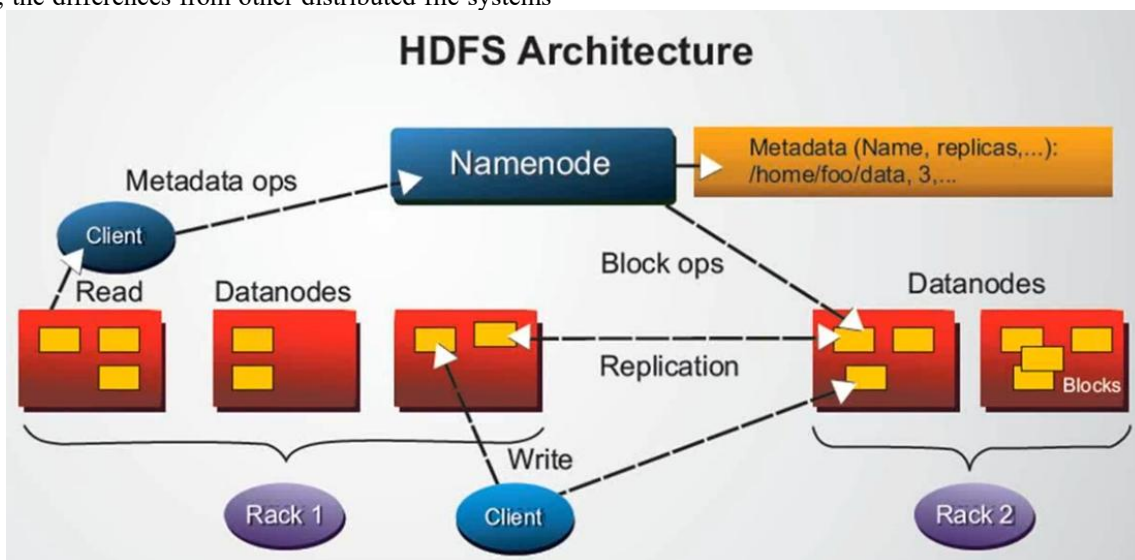 , the differences from other distributed file systems
HDFS Architecture
Namenode
Metadata (Name, replicas,...):
/home/foo/data, 3,...
Metadata ops
Client
Block ops
Read
Datanodes
Datanodes
Replication
Blocks
Write
Rack 1
Client
Rack 2